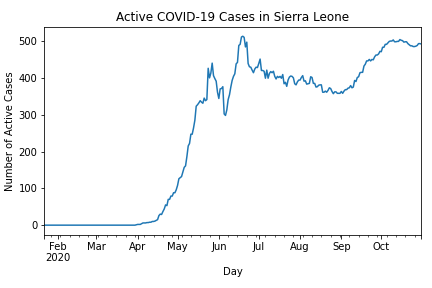 Active COVID-19 Cases in Sierra Leone
Number of Active Cases
500
400
300
200
100
0
Feb Mar Apr May Jun Jul Aug Sep Oct
2020
Day